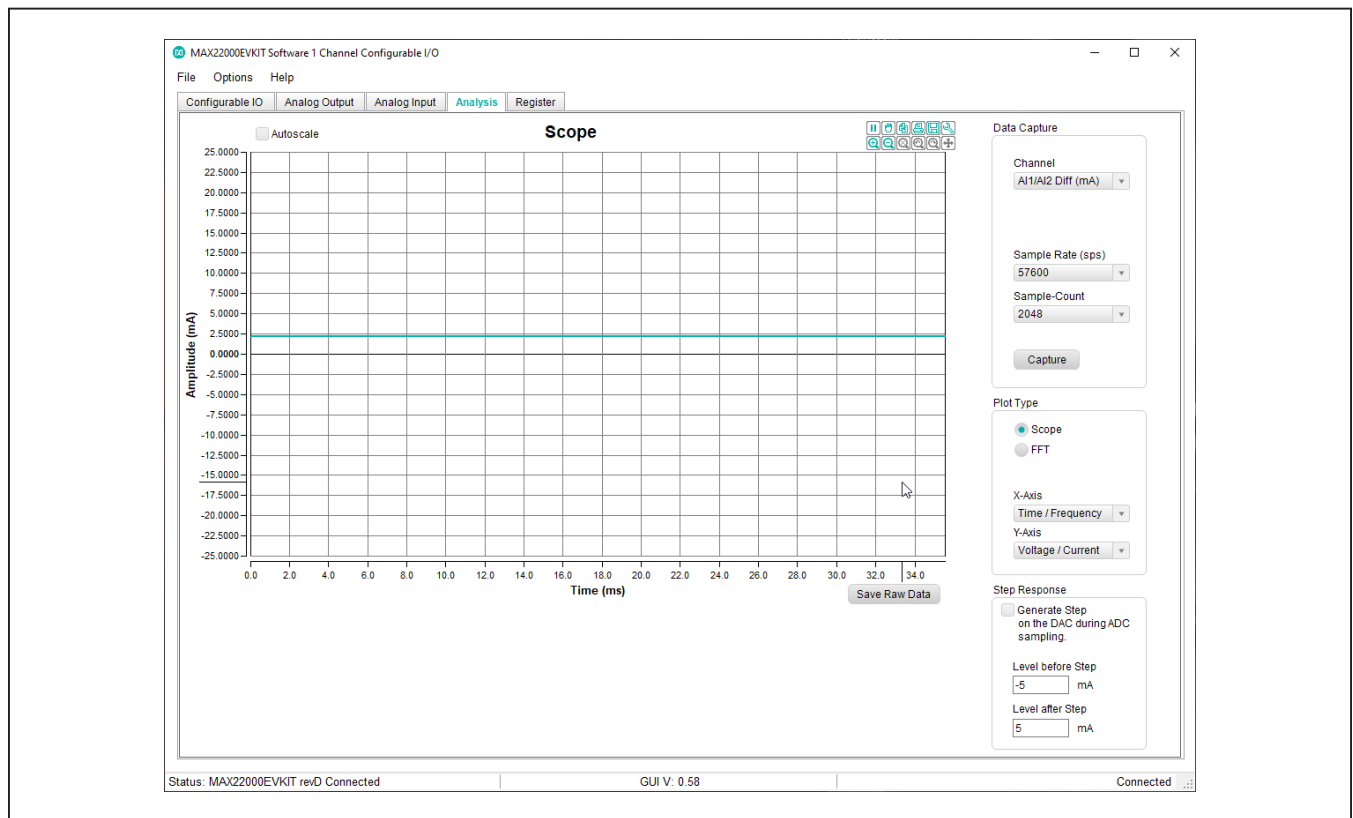 MAX22000EVKIT Software 1 Channel Configurable I/O
File Options Help
Configurable IO Analog Output Analog Input Analysis Register
Autoscale
Scope
25.0000
22.5000
20.0000
17.5000
15.0000
12.5000
10.0000
7.5000
5.0000
2.5000
0.0000
-2.5000
-5.0000
-7.5000
-10.0000
-12.5000
-15.0000
-17.5000
-20.0000
-22.5000
-25.0000
Amplitude (mA)
0.0 2.0 4.0 6.0 8.0 10.0 12.0 14.0 16.0 18.0 20.0 22.0 24.0 26.0 28.0 30.0 32.0 34.0
Time (ms)
Save Raw Data
Data Capture
Channel
AI1/AI2 Diff (mA)
Sample Rate (sps)
57600
Sample-Count
2048
Capture
Plot Type
Scope
FFT
X-Axis
Time / Frequency
Y-Axis
Voltage / Current
Step Response
Generate Step
on the DAC during ADC
sampling.
Level before Step
-5 mA
Level after Step
5 mA
Status: MAX22000EVKIT revD Connected
GUI V: 0.58
Connected